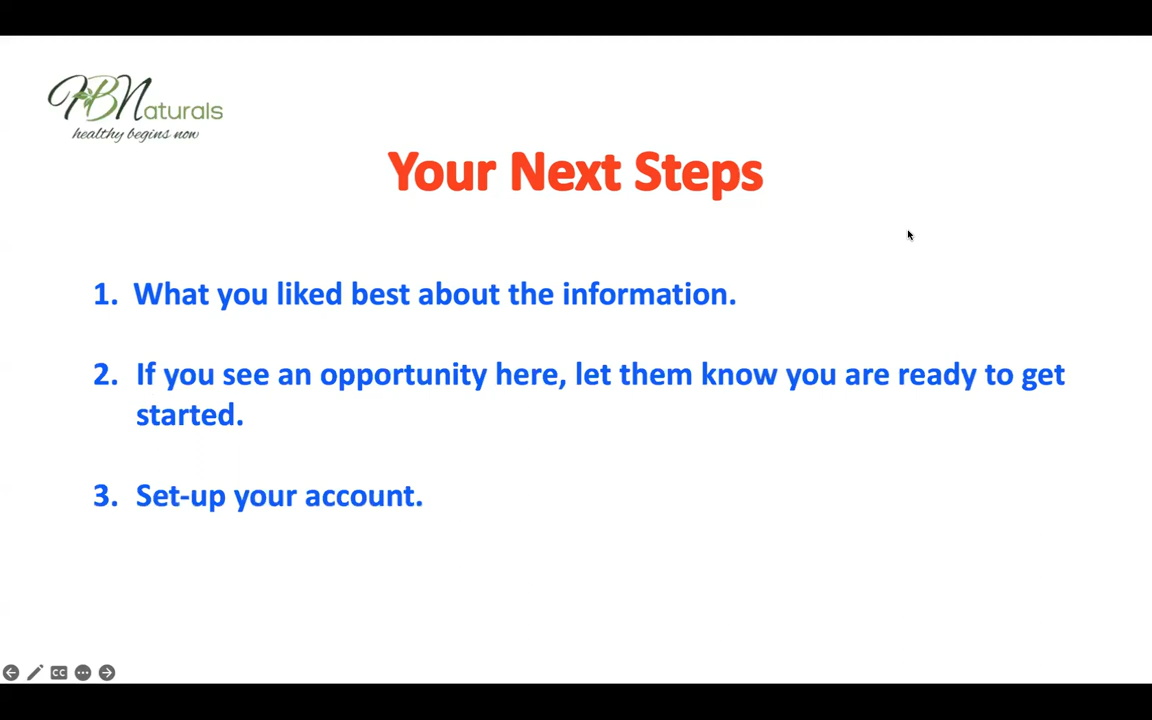 HBNaturals
healthy begins now
Your Next Steps
1. What you liked best about the information.
2. If you see an opportunity here, let them know you are ready to get
started.
3. Set-up your account.
CC